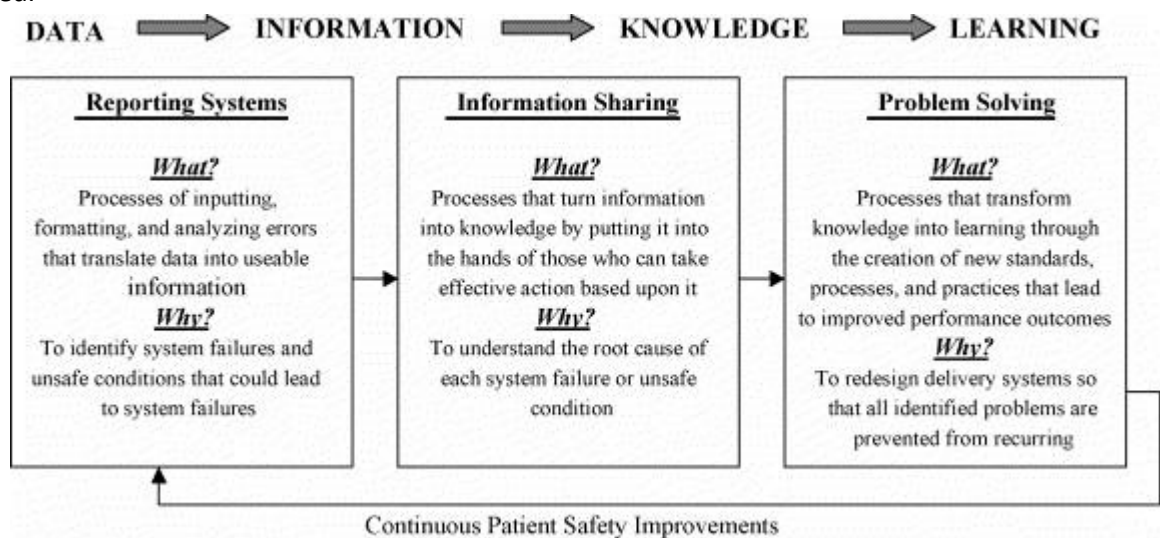 DATA INFORMATION KNOWLEDGE LEARNING
Reporting Systems
What?
Processes of inputting,
formatting, and analyzing errors
that translate data into useable
information
Why?
To identify system failures and
unsafe conditions that could lead
to system failures
Information Sharing
What?
Processes that turn information
into knowledge by putting it into
the hands of those who can take
effective action based upon it
Why?
To understand the root cause of
each system failure or unsafe
condition
Problem Solving
What?
Processes that transform
knowledge into learning through
the creation of new standards,
processes, and practices that lead
to improved performance outcomes
Why?
To redesign delivery systems so
that all identified problems are
prevented from recurring
Continuous Patient Safety Improvements